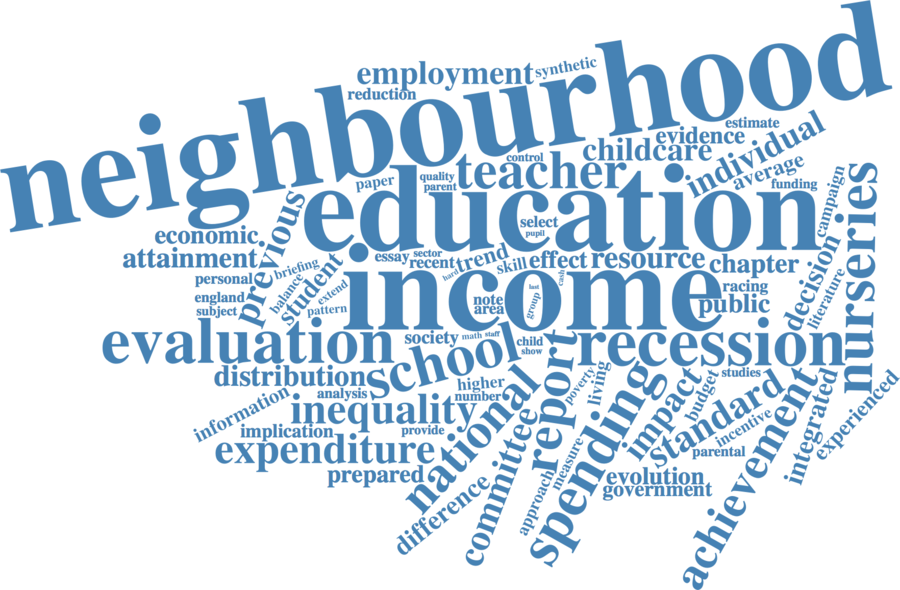 neighbourhood
employment
synthetic
reduction
estimate
evidence
individual
childcare
control
teacher
average
funding
paper
quality
parent
education
campaign
nurseries
previous
economic
attainment
select
pupil
essay
sector
recent
trend
hard
skill
effect
resource
chapter
decision
literature
personal
briefing
balance
student
extend
pattern
england
subject
income
note
area
group
lust
cash
racing
public
evaluation
society
math
staff
school
child
show
recession
distribution
analysis
higher
number
poverty
living
studies
information
inequality
national
report
spending
impact
budget
standard
achievement
integrated
experienced
implication
provide
expenditure
committee
measure
incentive
parental
prepared
difference
approach
evolution
government